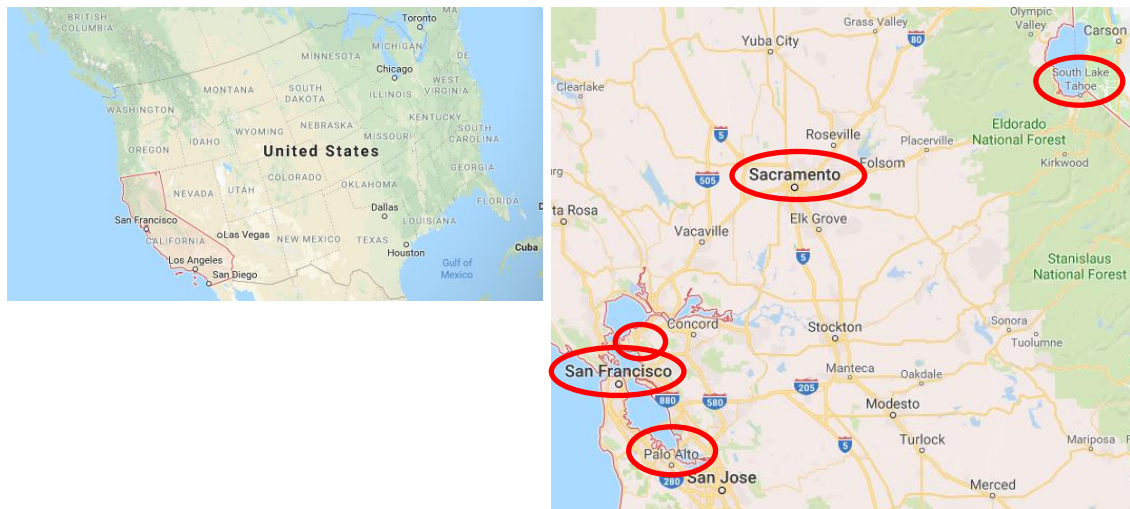 BRITISH
COLUMBIA
MA
Toronto
MICHIGAN
DE
MINNESOTA
Chicago
MONTANA
SOUTH
DAKOTA
ILLINOIS
WEST
VIRGINIA
WASHINGTON
KENTUCKY
NEBRASKA
WYOMING
MISSOURI
SOUTH
CAROLINA
OREGON
IDAHO
United States
GEORGIA
COLORADO
NEVADA
UTAH
OKLAHOMA
FLORIDA
San Francisco
Dallas
LOUISIANA
CALIFORNIA
Las Vegas
NEW MEXICO
TEXAS
Houston
Cuba
Los Angeles
San Diego
Gulf of
Mexico
Olympic
Valley
Carson
Grass Valley
80
Yuba City
South Lake
Tahoe
Clearlake
Eldorado
National Forest
5
Roseville
Placerville
Folsom
Kirkwood
rg
505
Sacramento
ta Rosa
Elk Grove
Vacaville
5
Stanislaus
National Forest
Concord
Stockton
Sonora
Tuolumne
San Francisco
Manteca
Oakdale
205
880
580
Modesto
Turlock
Mariposa
5
Palo Alto
280
San Jose
Merced